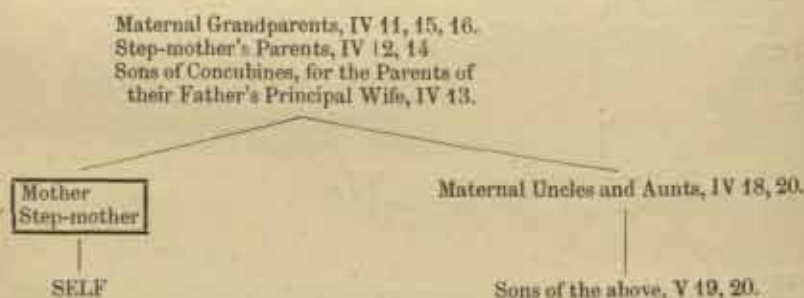 Maternal Grandparents, IV 11, 15, 16.
Step-mother's Parents, IV 12, 14
Sons of Concubines, for the Parents of
their Father's Principal Wife, IV 13.
Mother
Step-mother
Maternal Uncles and Aunts, IV 18, 20.
SELF
Sons of the above, V 19, 20.